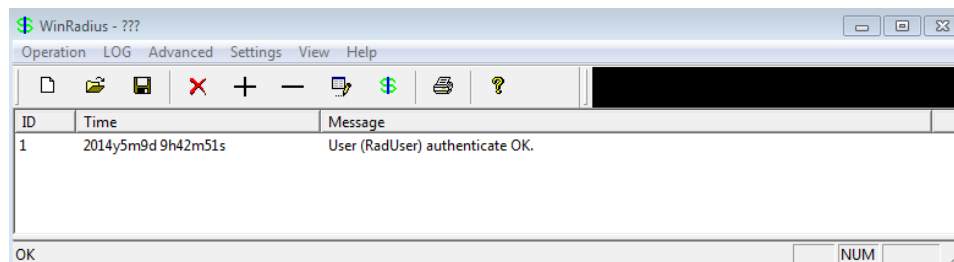 WinRadius - ???
Operation LOG Advanced Settings View Help
ID Time Message
1 2014y5m9d 9h42m51s User (RadUser) authenticate OK.
OK NUM